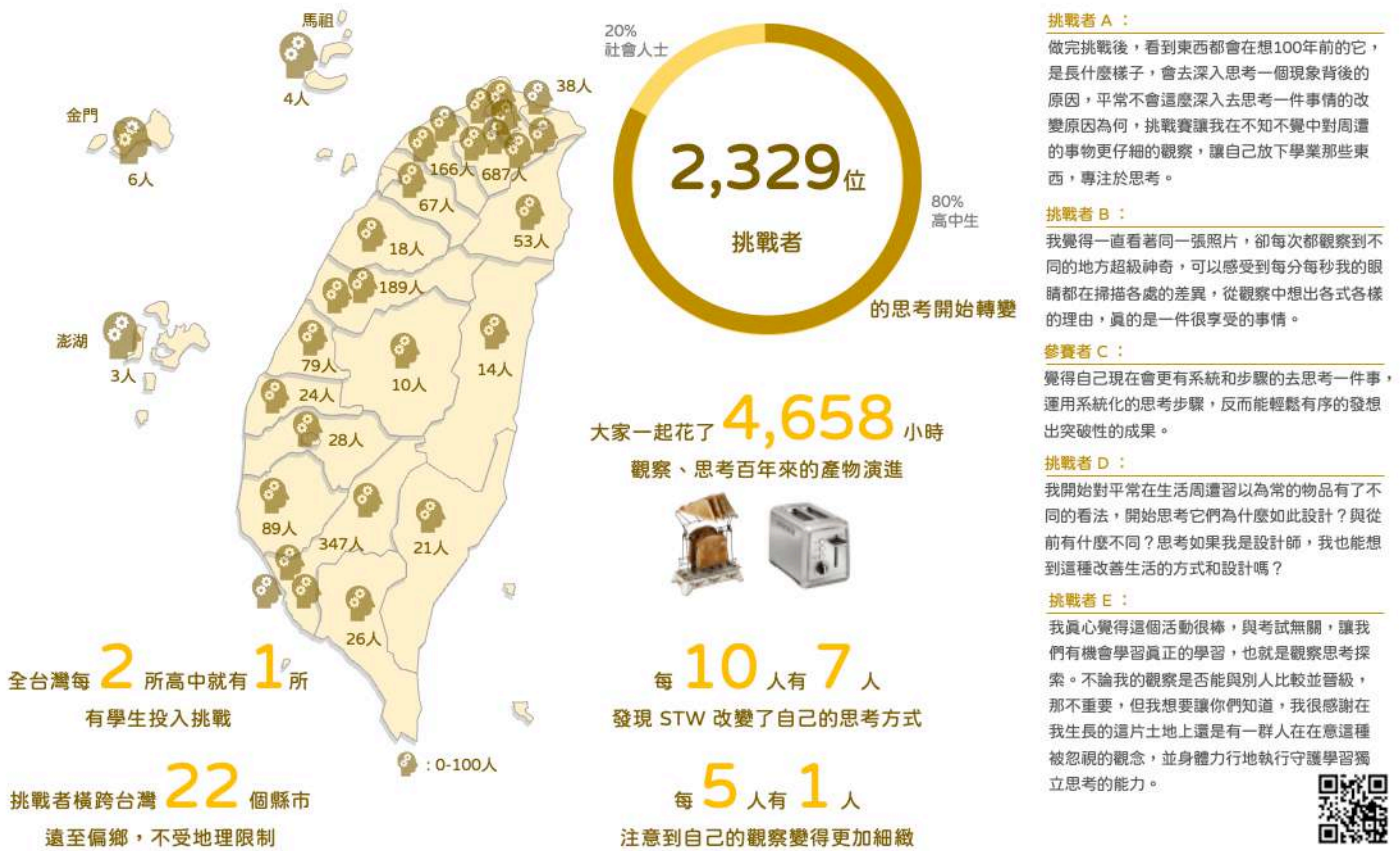 馬祖
4人
金門
6人
38人
166人
687人
67人
53人
18人
189人
澎湖
3人
79人
10人
14人
24人
28人
89人
347人
21人
26人
全台灣每 2 所高中就有 1 所
有學生投入挑戰
挑戰者橫跨台灣 22 個縣市
遠至偏鄉,不受地理限制
: 0-100人
20%
社會人士
2,329位
挑戰者
80%
高中生
的思考開始轉變
大家一起花了 4,658 小時
觀察、思考百年來的產物演進
每 10 人有 7 人
發現 STW 改變了自己的思考方式
每 5 人有 1 人
注意到自己的觀察變得更加細緻
挑戰者 A :
做完挑戰後,看到東西都會在想100年前的它,
是長什麼樣子,會去深入思考一個現象背後的
原因,平常不會這麼深入去思考一件事情的改
變原因為何,挑戰賽讓我在不知不覺中對周遭
的事物更仔細的觀察,讓自己放下學業那些東
西,專注於思考。
挑戰者 B :
我覺得一直看著同一張照片,卻每次都觀察到不
同的地方超級神奇,可以感受到每分每秒我的眼
睛都在掃描各處的差異,從觀察中想出各式各樣
的理由,真的是一件很享受的事情。
參賽者 C :
覺得自己現在會更有系統和步驟的去思考一件事,
運用系統化的思考步驟,反而能輕鬆有序的發想
出突破性的成果。
挑戰者 D :
我開始對平常在生活周遭習以為常的物品有了不
同的看法,開始思考它們為什麼如此設計?與從
前有什麼不同?思考如果我是設計師,我也能想
到這種改善生活的方式和設計嗎?
挑戰者 E :
我真心覺得這個活動很棒,與考試無關,讓我
們有機會學習真正的學習,也就是觀察思考探
索。不論我的觀察是否能與別人比較並晉級,
那不重要,但我想要讓你們知道,我很感謝在
我生長的這片土地上還是有一群人在在意這種
被忽視的觀念,並身體力行地執行守護學習獨
立思考的能力。